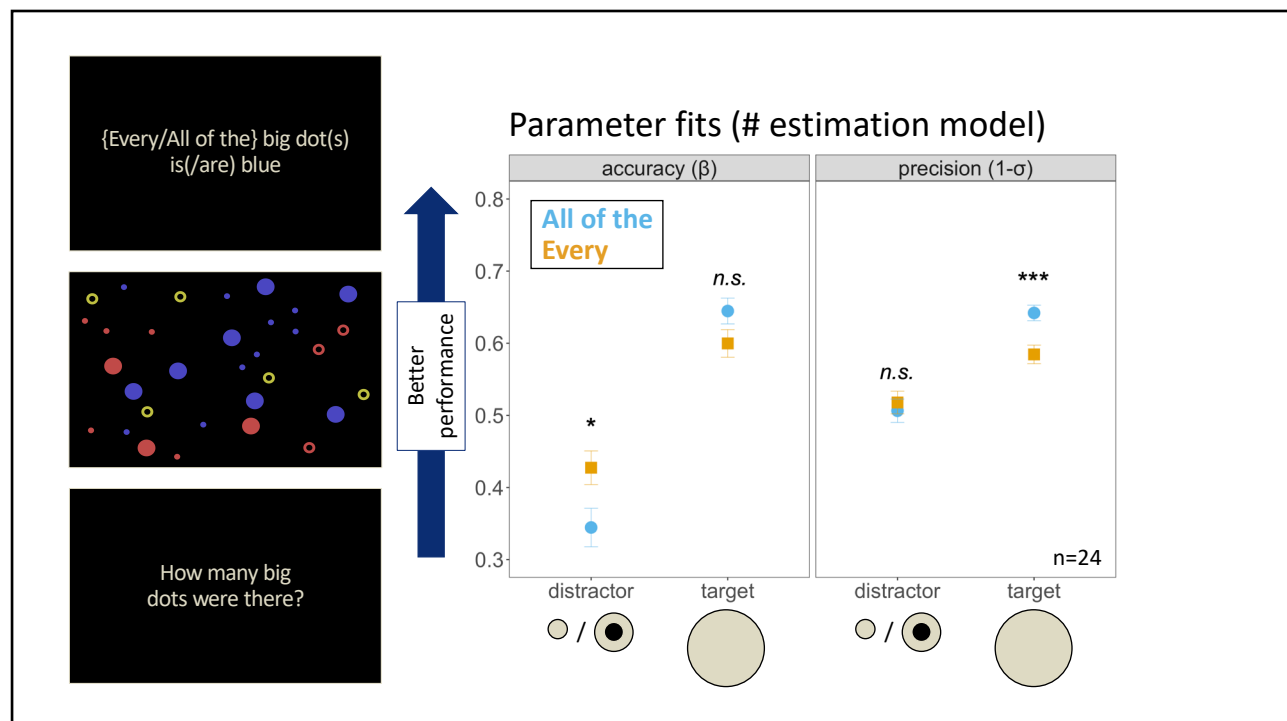 {Every/All of the} big dot(s)
is(/are) blue
How many big
dots were there?
Better
performance
Parameter fits (# estimation model)
accuracy (β)
precision (1-σ)
0.8
0.7
0.6
0.5
0.4
0.3
All of the
Every
*
n.s.
n.s.
***
n=24
distractor
target
distractor
target
/
/